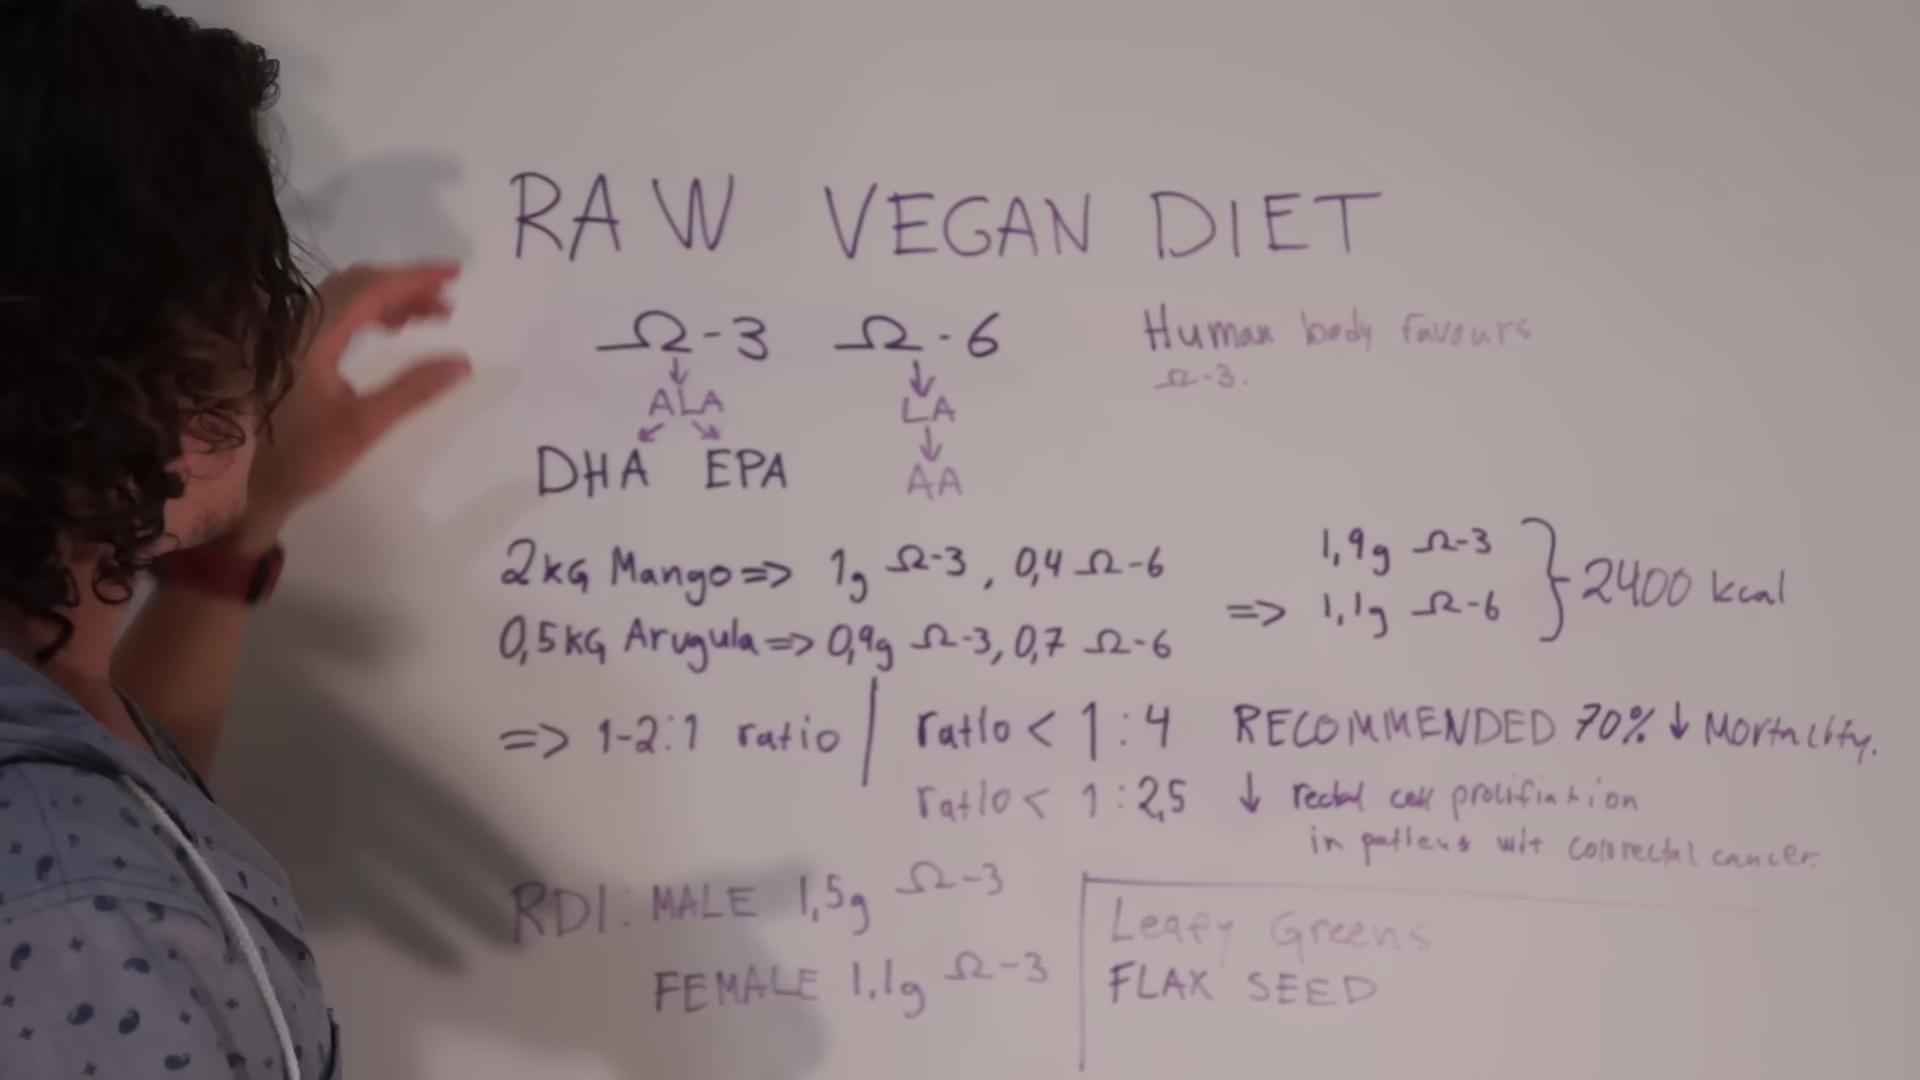 RAW VEGAN DIET
Ω-3 Ω-6
Human body favours
Ω-3.
↓ ↓
ALA LA
↙ ↘ ↓
DHA EPA AA
2kG Mango => 1g Ω-3, 0,4 Ω-6
0,5kG Arugula => 0,9g Ω-3, 0,7 Ω-6
=> 1,9g Ω-3
1,1g Ω-6 } 2400 kcal
=> 1-2:1 ratio | ratio < 1:4 RECOMMENDED 70% ↓ Mortality.
ratio < 1:2,5 ↓ rectal cell prolifiation
in patiens wit colorectal cancer.
RDI: MALE 1,5g Ω-3
FEMALE 1.1g Ω-3
Leafy Greens
FLAX SEED